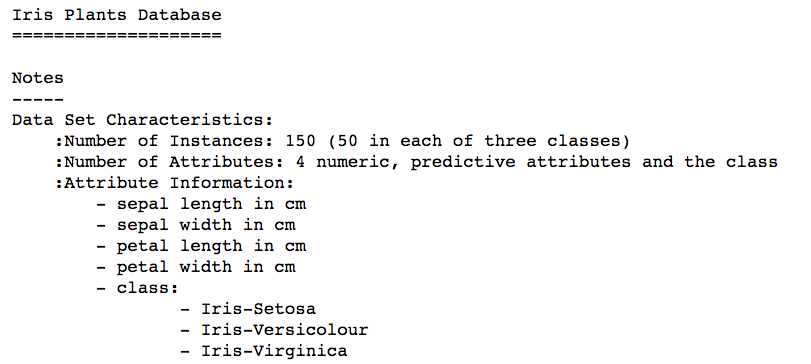 Iris Plants Database
====================
Notes
-----
Data Set Characteristics:
:Number of Instances: 150 (50 in each of three classes)
:Number of Attributes: 4 numeric, predictive attributes and the class
:Attribute Information:
- sepal length in cm
- sepal width in cm
- petal length in cm
- petal width in cm
- class:
- Iris-Setosa
- Iris-Versicolour
- Iris-Virginica